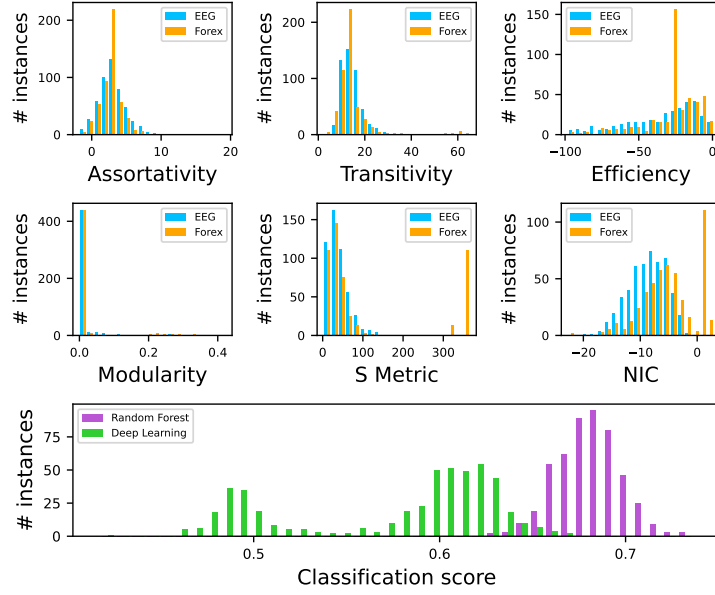 # instances
200
100
0
0
10
20
Assortativity
EEG
Forex
# instances
200
100
0
0
20
40
60
Transitivity
EEG
Forex
# instances
150
100
50
0
−100
−50
0
Efficiency
EEG
Forex
# instances
400
200
0
0.0
0.2
0.4
Modularity
EEG
Forex
# instances
150
100
50
0
0
100
200
300
S Metric
EEG
Forex
# instances
100
50
0
−20
−10
0
NIC
EEG
Forex
# instances
75
50
25
0
0.5
0.6
0.7
Classification score
Random Forest
Deep Learning